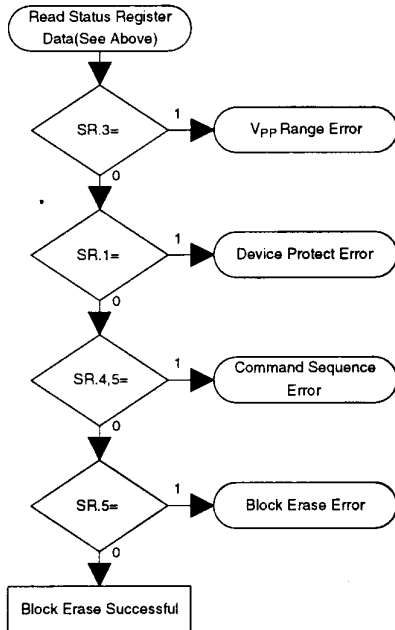 Read Status Register
Data(See Above)
SR.3=
1
VPP Range Error
0
SR.1=
1
Device Protect Error
0
SR.4,5=
1
Command Sequence
Error
0
SR.5=
1
Block Erase Error
0
Block Erase Successful